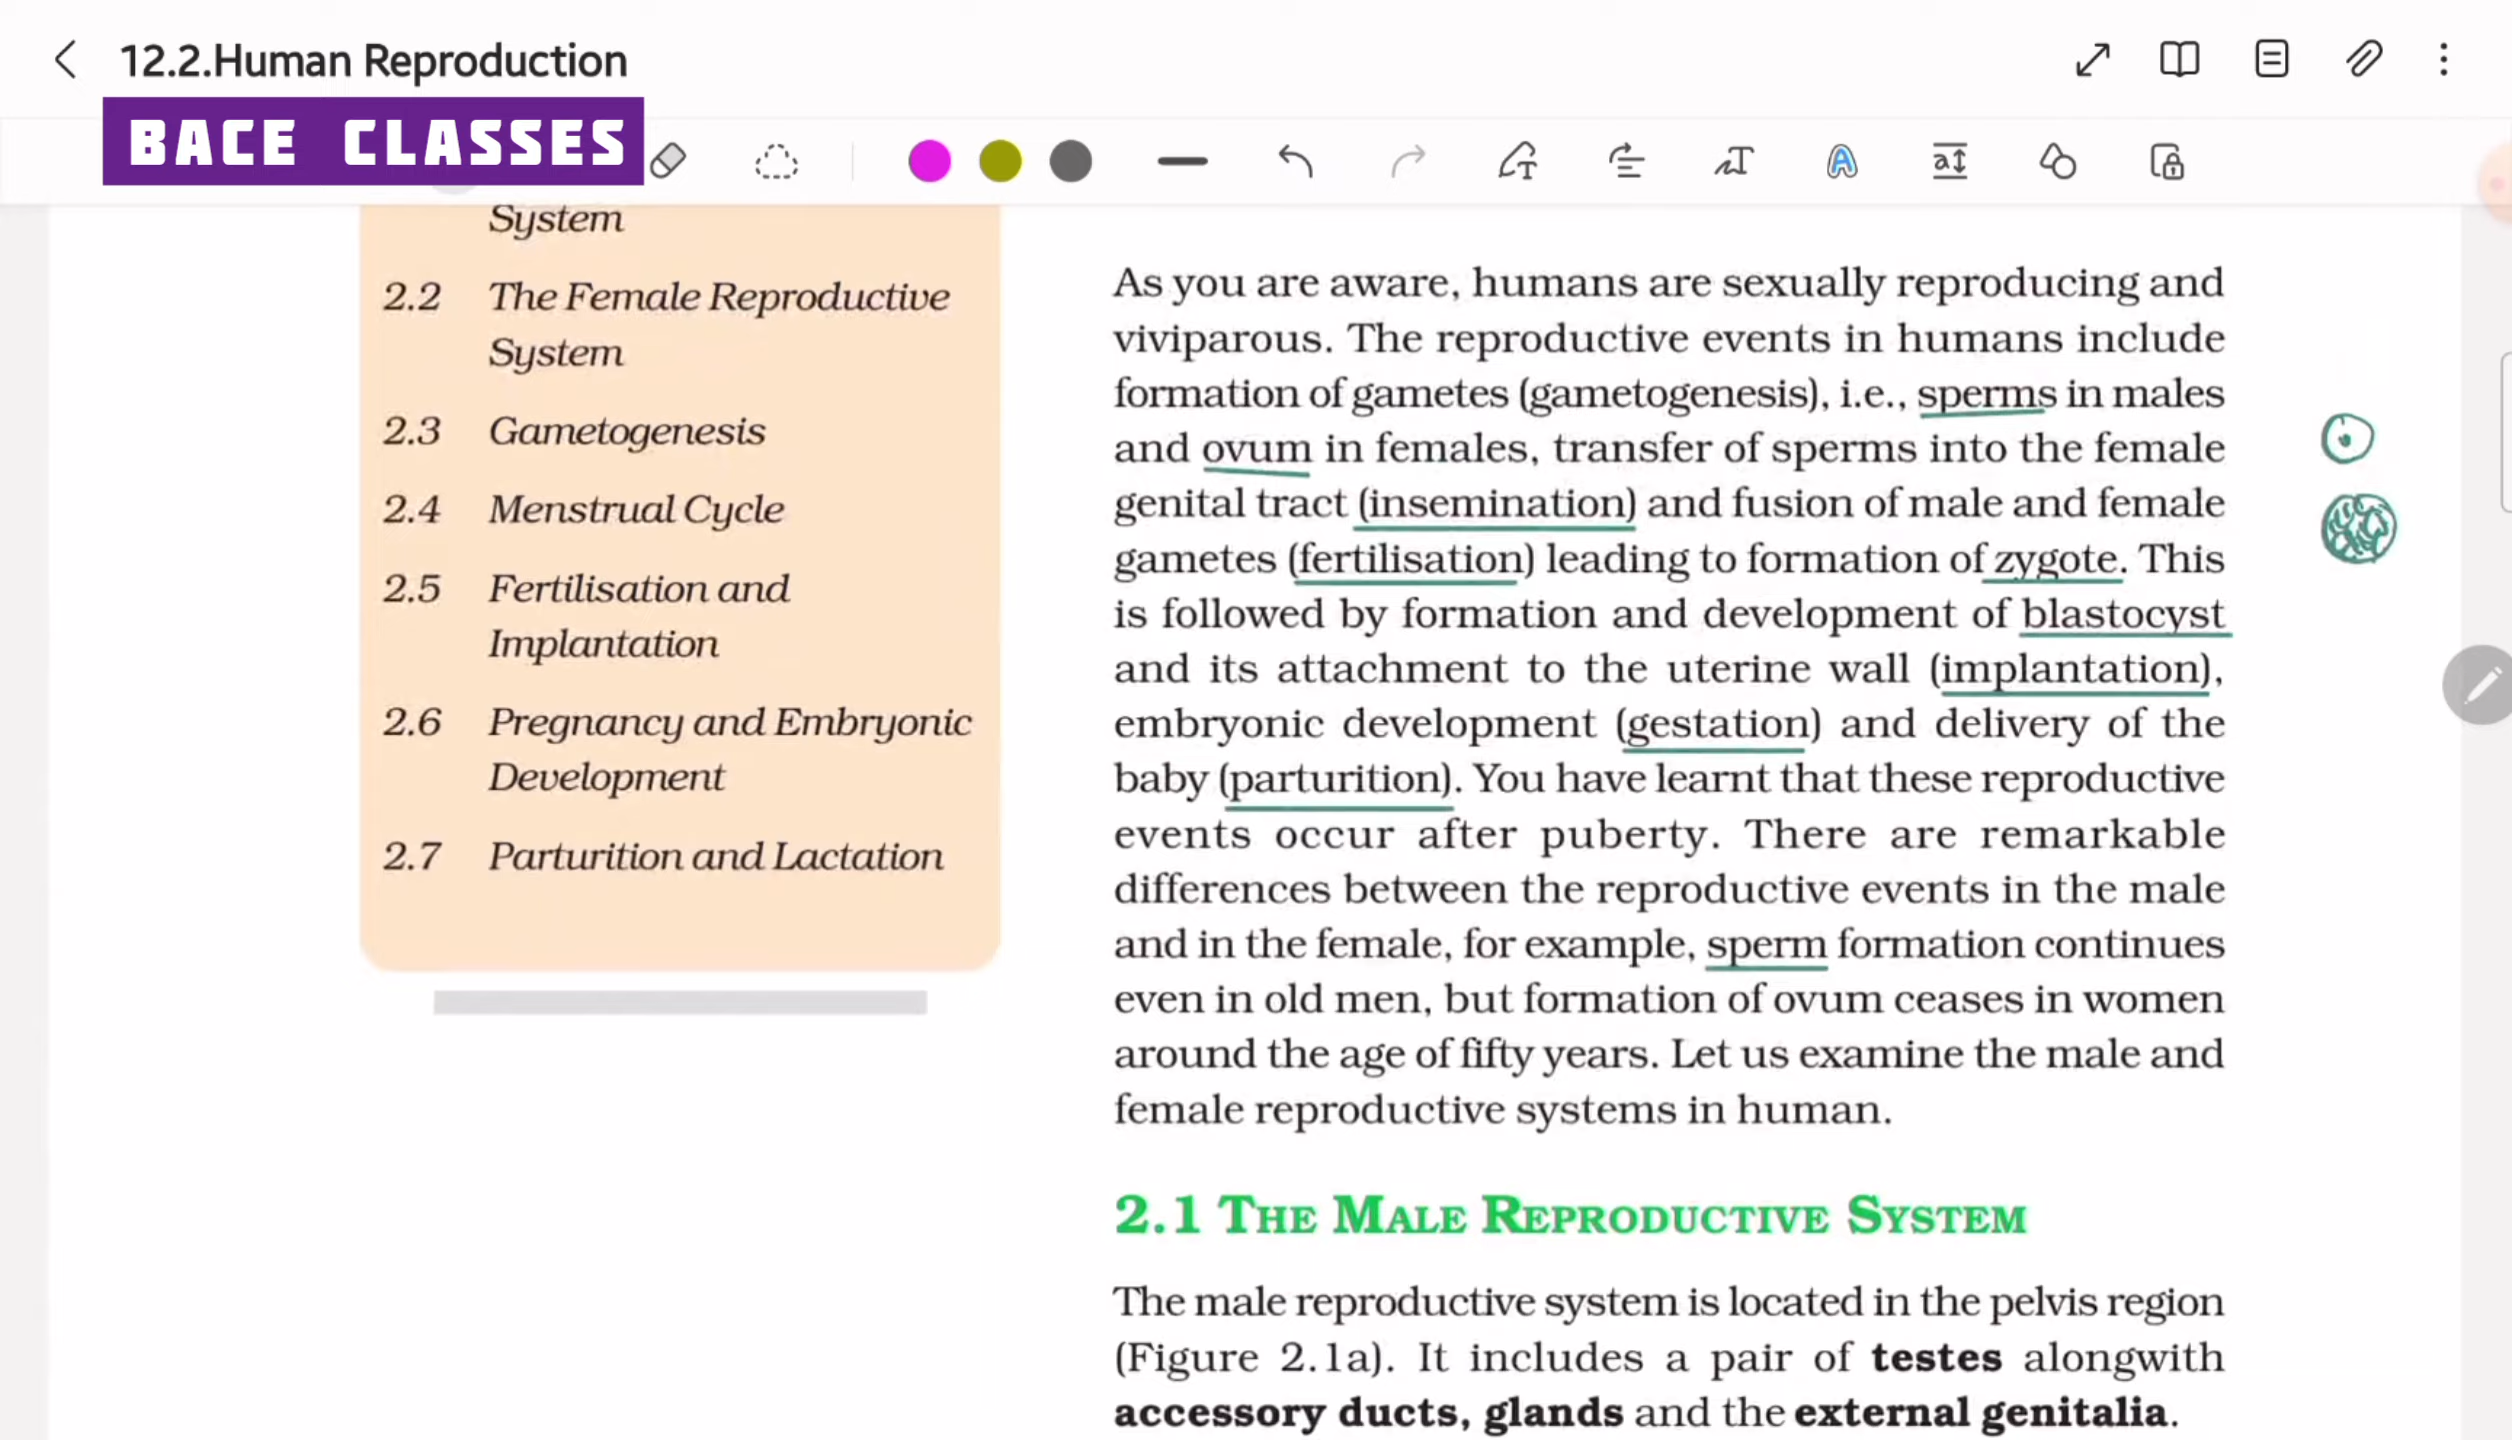 12.2.Human Reproduction
BACE CLASSES
System
2.2 The Female Reproductive
System
2.3 Gametogenesis
2.4 Menstrual Cycle
2.5 Fertilisation and
Implantation
2.6 Pregnancy and Embryonic
Development
2.7 Parturition and Lactation
As you are aware, humans are sexually reproducing and
viviparous. The reproductive events in humans include
formation of gametes (gametogenesis), i.e., sperms in males
and ovum in females, transfer of sperms into the female
genital tract (insemination) and fusion of male and female
gametes (fertilisation) leading to formation of zygote. This
is followed by formation and development of blastocyst
and its attachment to the uterine wall (implantation),
embryonic development (gestation) and delivery of the
baby (parturition). You have learnt that these reproductive
events occur after puberty. There are remarkable
differences between the reproductive events in the male
and in the female, for example, sperm formation continues
even in old men, but formation of ovum ceases in women
around the age of fifty years. Let us examine the male and
female reproductive systems in human.
2.1 THE MALE REPRODUCTIVE SYSTEM
The male reproductive system is located in the pelvis region
(Figure 2.1a). It includes a pair of testes alongwith
accessory ducts, glands and the external genitalia.